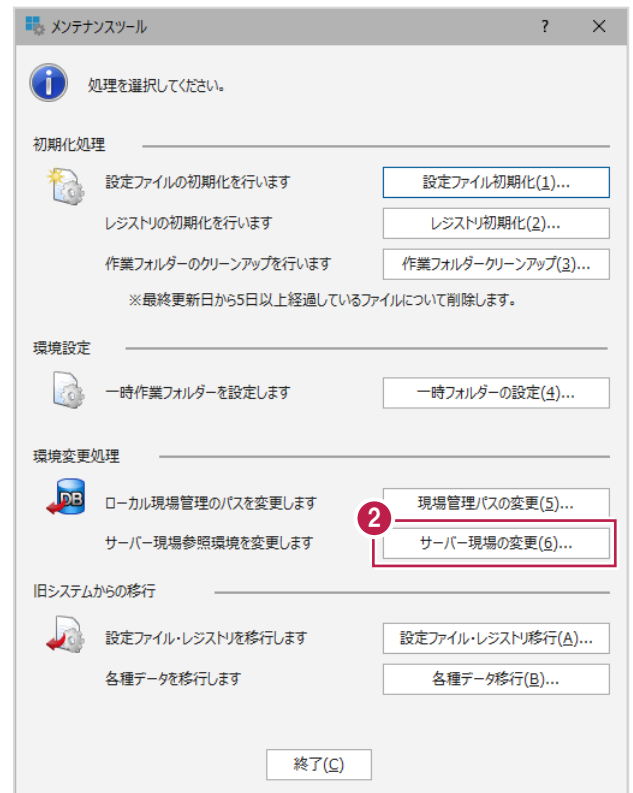 メンテナンスツール ? ×
処理を選択してください。
初期化処理
設定ファイルの初期化を行います 設定ファイル初期化(1)...
レジストリの初期化を行います レジストリ初期化(2)...
作業フォルダーのクリーンアップを行います 作業フォルダークリーンアップ(3)...
※最終更新日から5日以上経過しているファイルについて削除します。
環境設定
一時作業フォルダーを設定します 一時フォルダーの設定(4)...
環境変更処理
DB ローカル現場管理のパスを変更します 現場管理パスの変更(5)...
2
サーバー現場参照環境を変更します サーバー現場の変更(6)...
旧システムからの移行
設定ファイル・レジストリを移行します 設定ファイル・レジストリ移行(A)...
各種データを移行します 各種データ移行(B)...
終了(C)